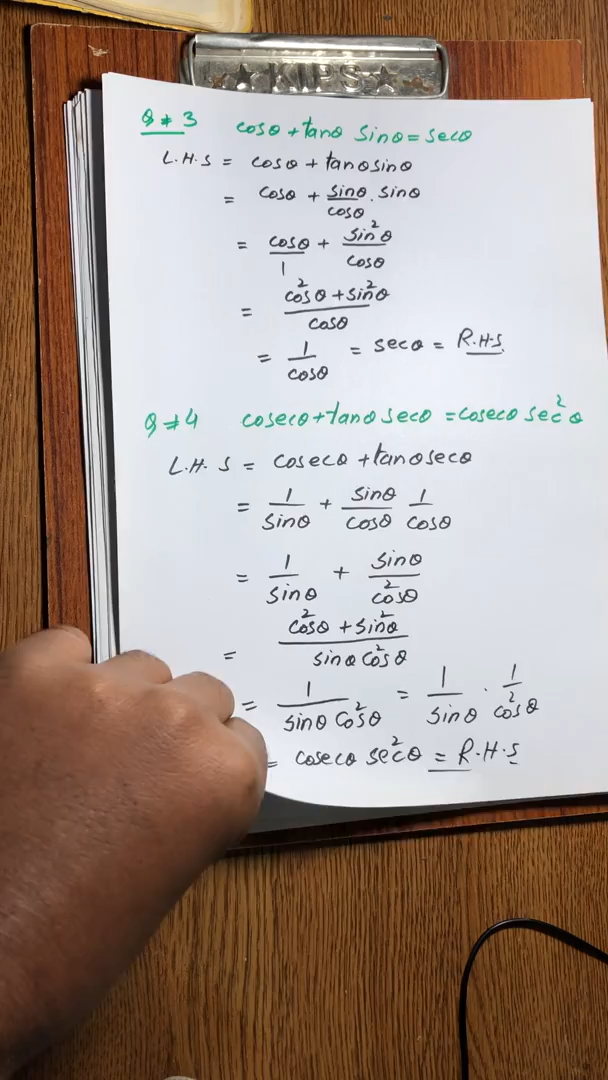 ★ KIPS ★
Q # 3 cosθ + tanθ sinθ = secθ
L.H.S = cosθ + tanθ sinθ
= cosθ + sinθ/cosθ . sinθ
= cosθ/1 + sin²θ/cosθ
= cos²θ + sin²θ/cosθ
= 1/cosθ = secθ = R.H.S
Q # 4 cosecθ + tanθ secθ = cosecθ sec²θ
L.H.S = cosecθ + tanθ secθ
= 1/sinθ + sinθ/cosθ 1/cosθ
= 1/sinθ + sinθ/cos²θ
= cos²θ + sin²θ/sinθ cos²θ
= 1/sinθ cos²θ = 1/sinθ . 1/cos²θ
= cosecθ sec²θ = R.H.S